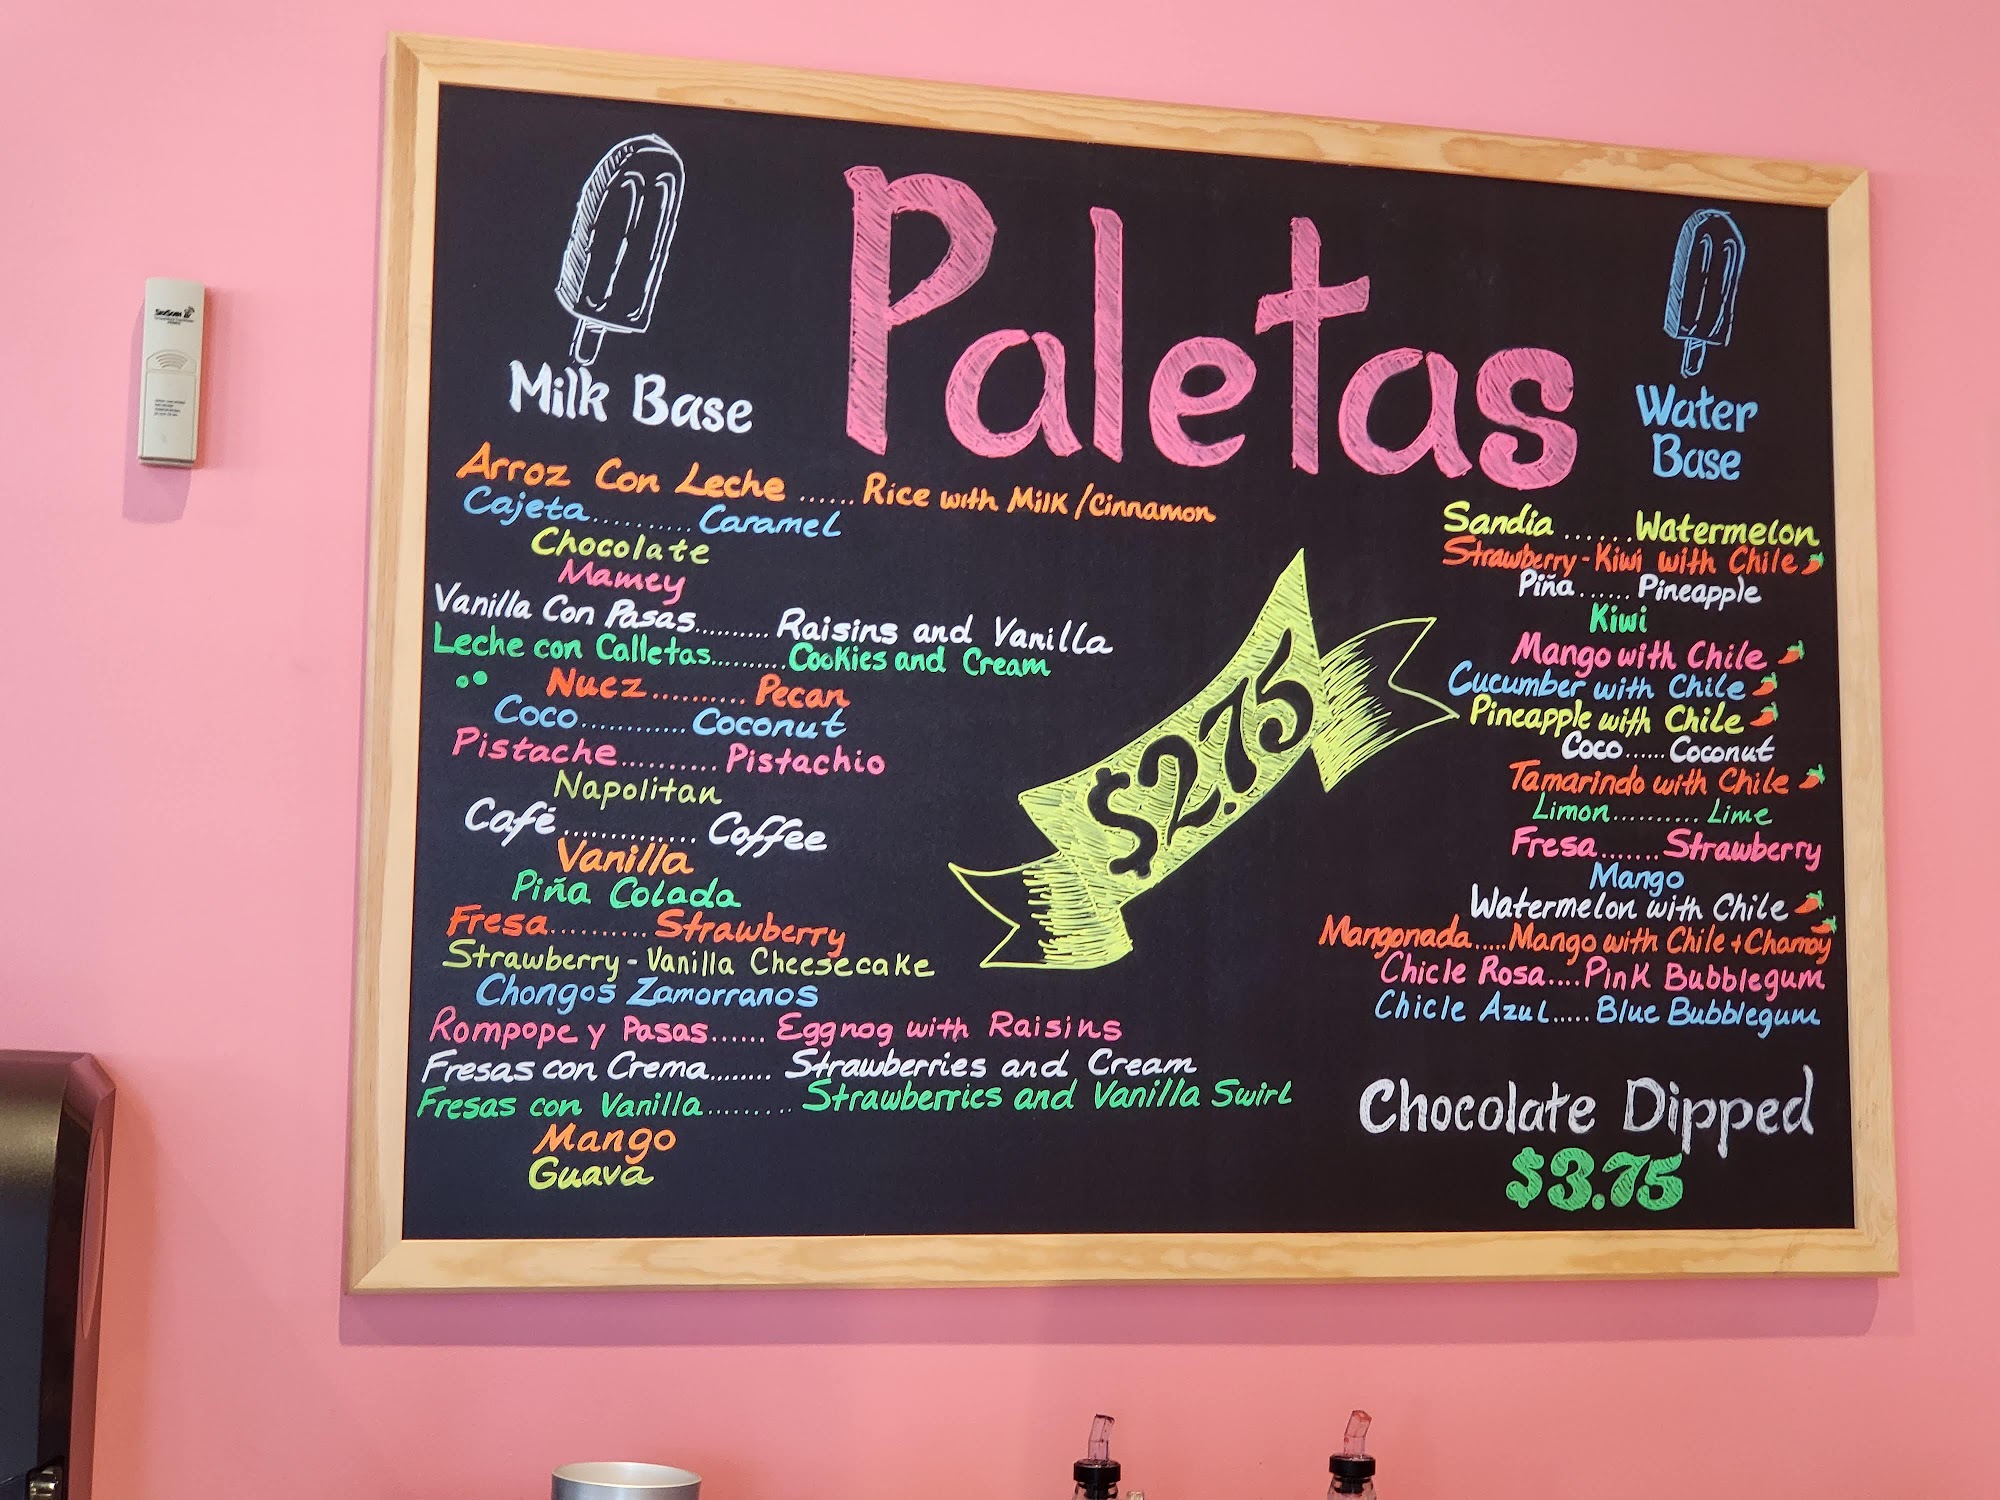 Paletas
Milk Base
Arroz Con Leche ...... Rice with Milk / Cinnamon
Cajeta.......... Caramel
Chocolate
Mamey
Vanilla Con Pasas.......... Raisins and Vanilla
Leche con Calletas.......... Cookies and Cream
Nuez.......... Pecan
Coco........... Coconut
Pistache.......... Pistachio
Napolitan
Café.............. Coffee
Vanilla
Piña Colada
Fresa.......... Strawberry
Strawberry - Vanilla Cheesecake
Chongos Zamorranos
Rompope y Pasas...... Eggnog with Raisins
Fresas con Crema........ Strawberries and Cream
Fresas con Vanilla......... Strawberries and Vanilla Swirl
Mango
Guava
$2.75
Water
Base
Sandia ...... Watermelon
Strawberry - Kiwi with Chile
Piña...... Pineapple
Kiwi
Mango with Chile
Cucumber with Chile
Pineapple with Chile
Coco...... Coconut
Tamarindo with Chile
Limon.......... Lime
Fresa....... Strawberry
Mango
Watermelon with Chile
Mangonada..... Mango with Chile + Chamoy
Chicle Rosa.... Pink Bubblegum
Chicle Azul..... Blue Bubblegum
Chocolate Dipped
$3.75